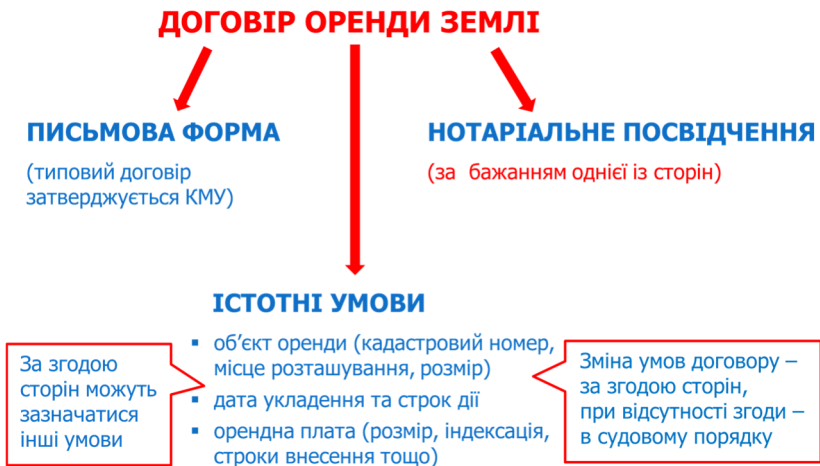 ДОГОВІР ОРЕНДИ ЗЕМЛІ
ПИСЬМОВА ФОРМА
(типовий договір
затверджується КМУ)
НОТАРІАЛЬНЕ ПОСВІДЧЕННЯ
(за бажанням однієї із сторін)
ІСТОТНІ УМОВИ
▪ об’єкт оренди (кадастровий номер,
місце розташування, розмір)
▪ дата укладення та строк дії
▪ орендна плата (розмір, індексація,
строки внесення тощо)
За згодою
сторін можуть
зазначатися
інші умови
Зміна умов договору –
за згодою сторін,
при відсутності згоди –
в судовому порядку